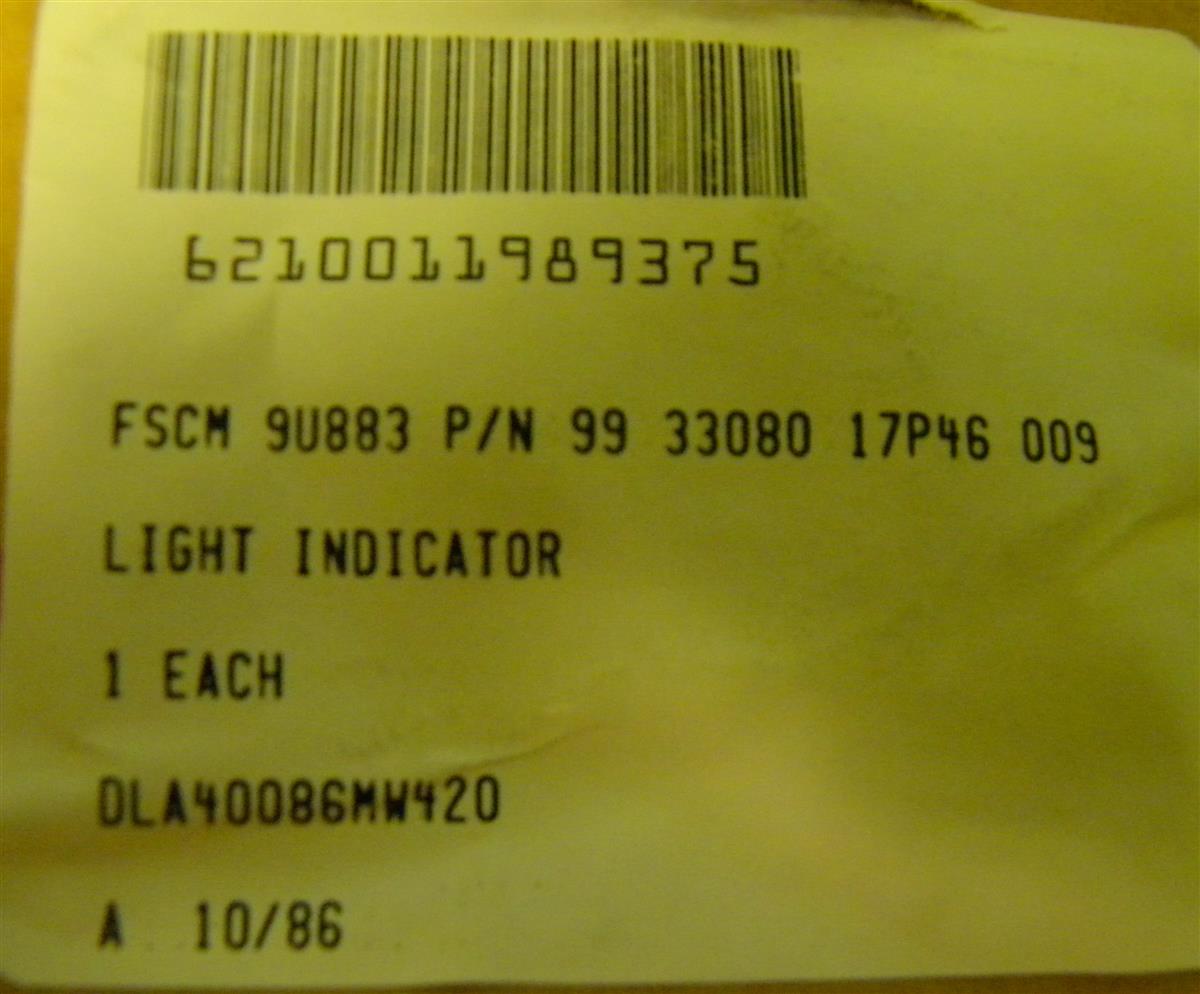 6210011989375
FSCM 9U883 P/N 99 33080 17P46 009
LIGHT INDICATOR
1 EACH
DLA40086MW420
A 10/86